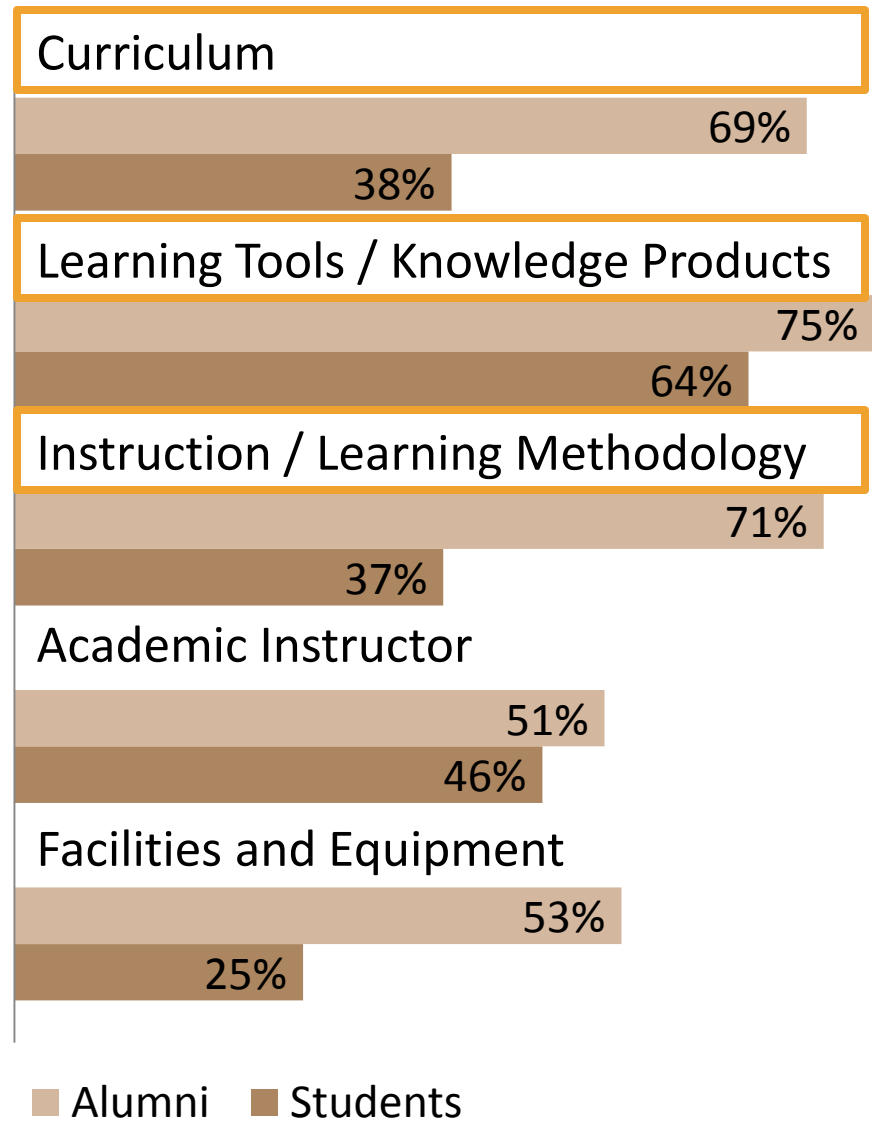 Curriculum
69%
38%
Learning Tools / Knowledge Products
75%
64%
Instruction / Learning Methodology
71%
37%
Academic Instructor
51%
46%
Facilities and Equipment
53%
25%
Alumni Students